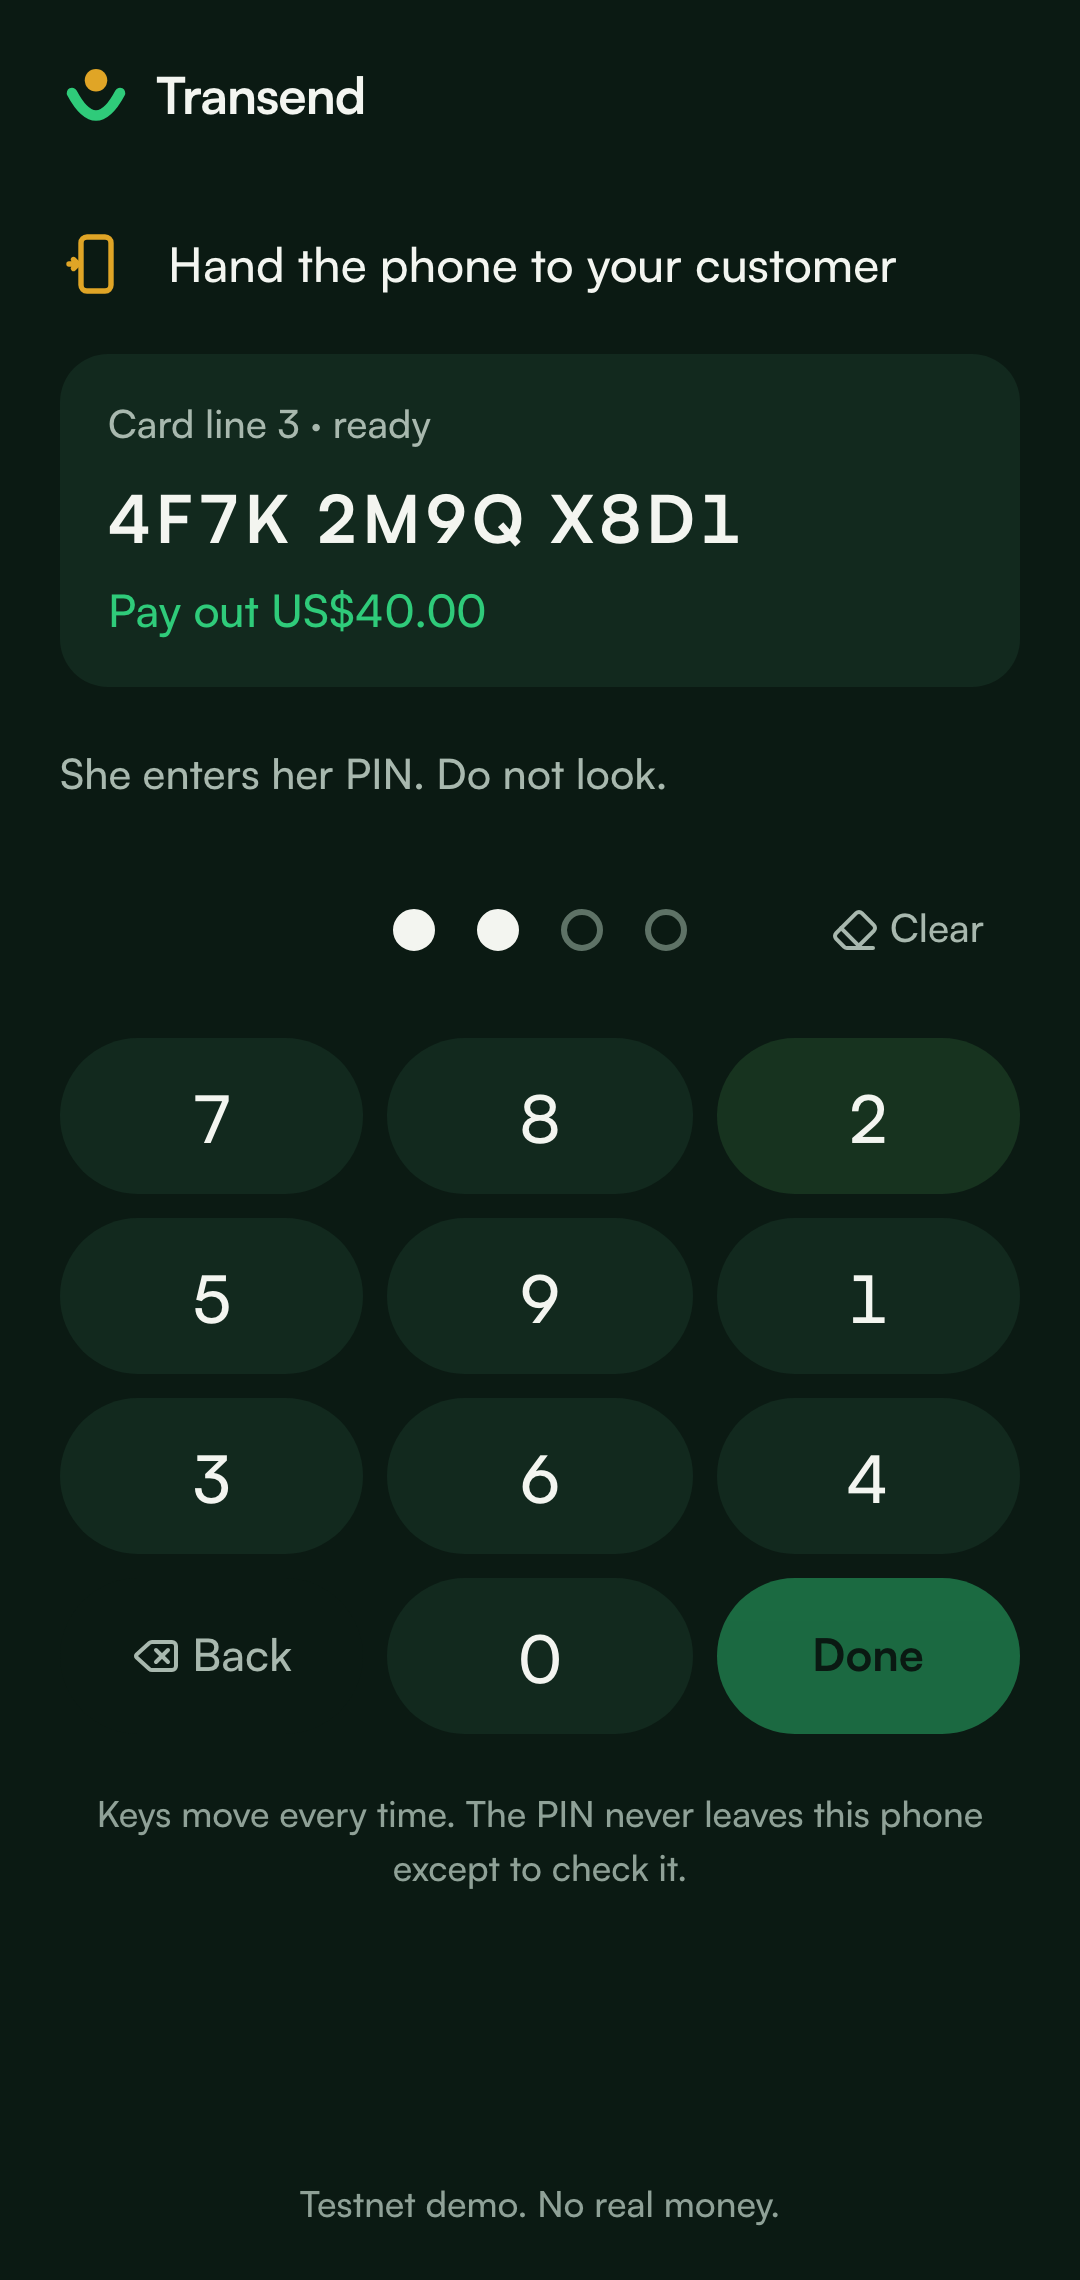 Transend
Hand the phone to your customer
Card line 3 · ready
4F7K 2M9Q X8D1
Pay out US$40.00
She enters her PIN. Do not look.
Clear
7 8 2
5 9 1
3 6 4
Back 0 Done
Keys move every time. The PIN never leaves this phone
except to check it.
Testnet demo. No real money.